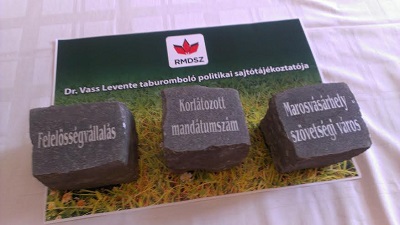 RMDSZ
Dr. Vass Levente taburomboló politikai sajtótájékoztatója
Felelősségvállalás
Korlátozott
mandátumszám
Marosvásárhely -
szövetségi város